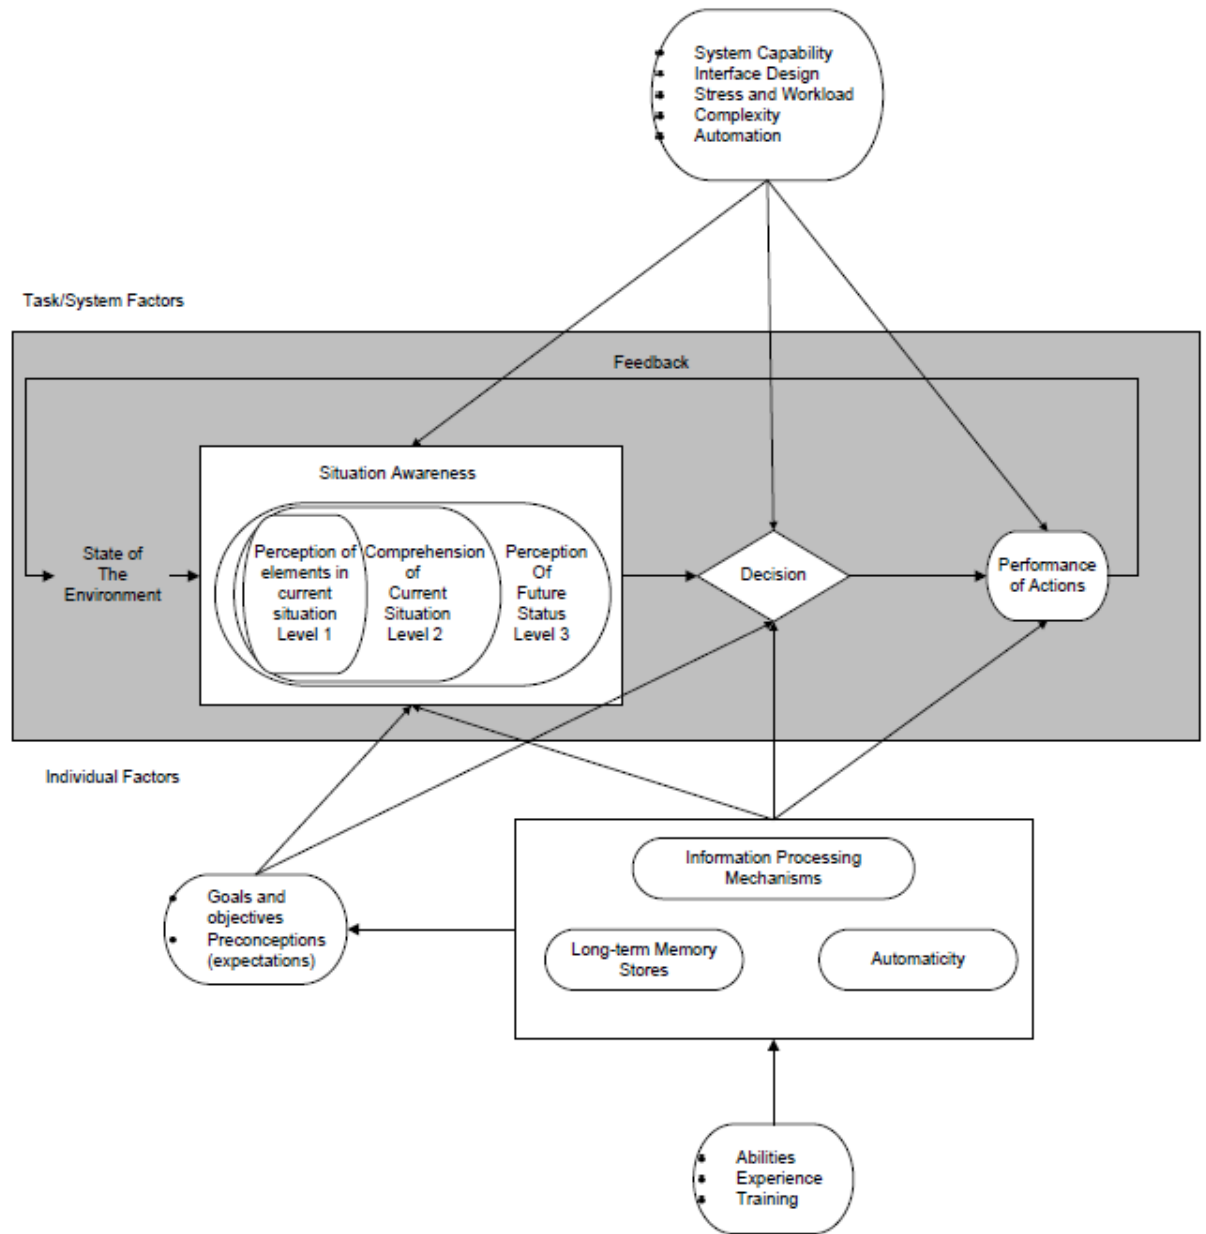 System Capability
Interface Design
Stress and Workload
Complexity
Automation
Task/System Factors
Feedback
Situation Awareness
State of
The
Environment
Perception of
elements in
current
situation
Level 1
Comprehension
of
Current
Situation
Level 2
Perception
Of
Future
Status
Level 3
Decision
Performance
of Actions
Individual Factors
Information Processing
Mechanisms
Goals and
objectives
Preconceptions
(expectations)
Long-term Memory
Stores
Automaticity
Abilities
Experience
Training